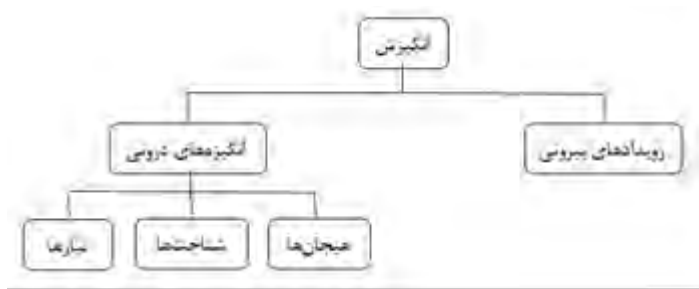 انگیزش
رویدادهای بیرونی
انگیزه‌های درونی
هیجان‌ها
شناخت‌ها
نیازها